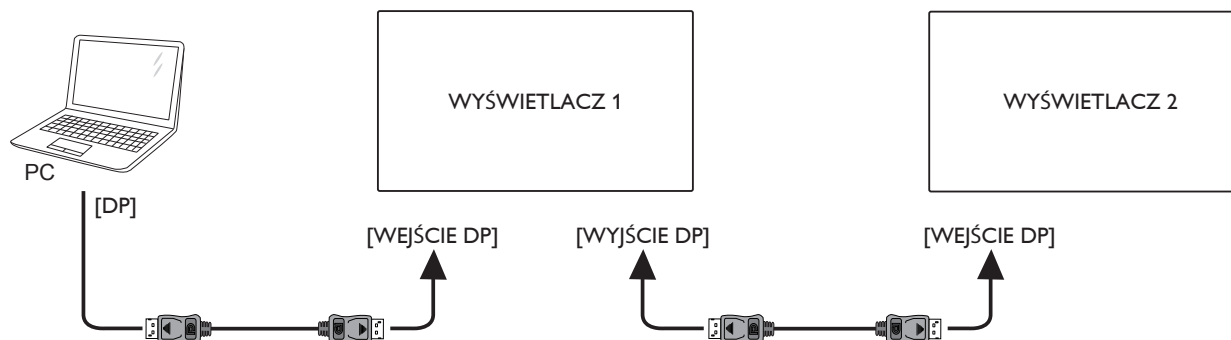 WYŚWIETLACZ 1
WYŚWIETLACZ 2
PC
[DP]
[WEJŚCIE DP]
[WYJŚCIE DP]
[WEJŚCIE DP]